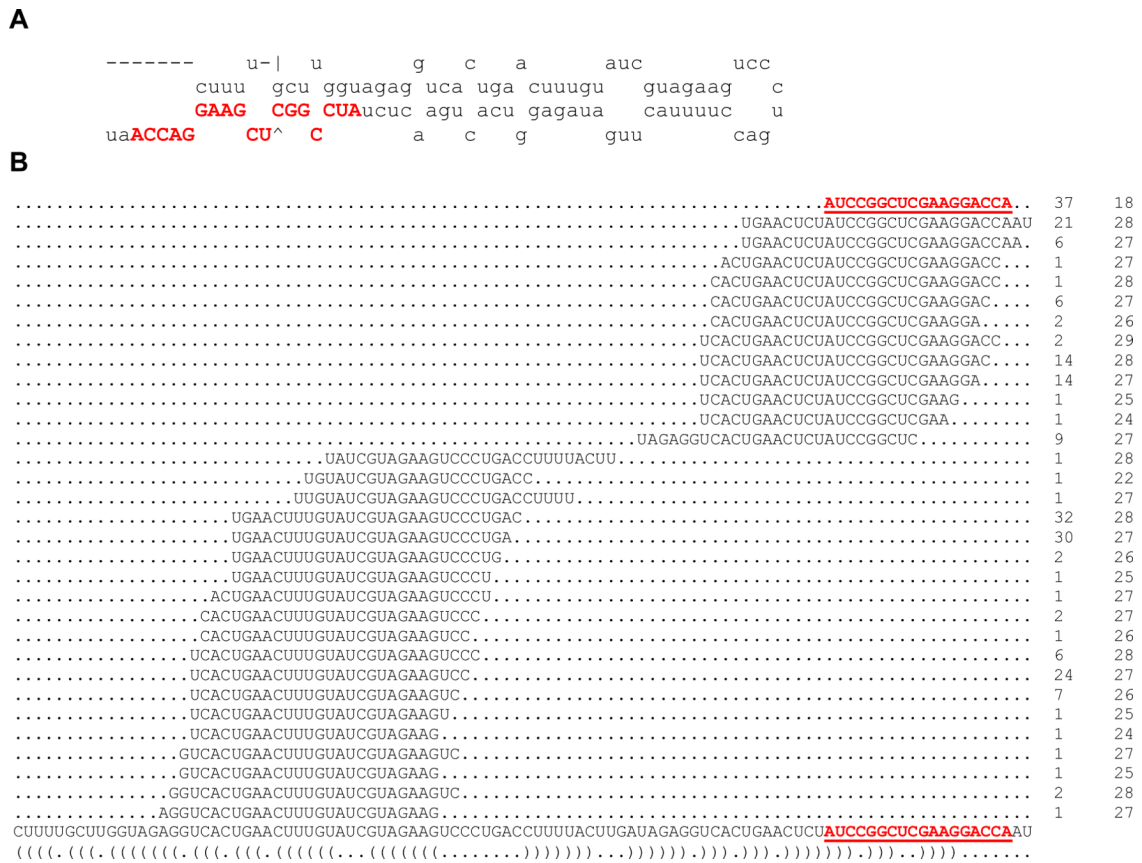 A
------- u-| u g c a auc ucc
cuuu gcu gguagag uca uga cuuugu guagaag c
GAAG CGG CUAucuc agu acu gagaua cauuuuc u
uaACCAG CU^ C a c g guu cag
B
..............................................................................AUCCGGCUCGAAGGACCA.. 37 18
......................................................................UGAACUCUAUCCGGCUCGAAGGACCAAU 21 28
......................................................................UGAACUCUAUCCGGCUCGAAGGACCAA. 6 27
....................................................................ACUGAACUCUAUCCGGCUCGAAGGACC... 1 27
...................................................................CACUGAACUCUAUCCGGCUCGAAGGACC... 1 28
...................................................................CACUGAACUCUAUCCGGCUCGAAGGAC.... 6 27
...................................................................CACUGAACUCUAUCCGGCUCGAAGGA..... 2 26
..................................................................UCACUGAACUCUAUCCGGCUCGAAGGACC... 2 29
..................................................................UCACUGAACUCUAUCCGGCUCGAAGGAC.... 14 28
..................................................................UCACUGAACUCUAUCCGGCUCGAAGGA..... 14 27
..................................................................UCACUGAACUCUAUCCGGCUCGAAG....... 1 25
..................................................................UCACUGAACUCUAUCCGGCUCGAA........ 1 24
............................................................UAGAGGUCACUGAACUCUAUCCGGCUC........... 9 27
..............................UAUCGUAGAAGUCCCUGACCUUUUACUU........................................ 1 28
............................UGUAUCGUAGAAGUCCCUGACC................................................ 1 22
...........................UUGUAUCGUAGAAGUCCCUGACCUUUU............................................ 1 27
.....................UGAACUUUGUAUCGUAGAAGUCCCUGAC................................................. 32 28
.....................UGAACUUUGUAUCGUAGAAGUCCCUGA.................................................. 30 27
.....................UGAACUUUGUAUCGUAGAAGUCCCUG................................................... 2 26
.....................UGAACUUUGUAUCGUAGAAGUCCCU.................................................... 1 25
...................ACUGAACUUUGUAUCGUAGAAGUCCCU.................................................... 1 27
..................CACUGAACUUUGUAUCGUAGAAGUCCC..................................................... 2 27
..................CACUGAACUUUGUAUCGUAGAAGUCC...................................................... 1 26
.................UCACUGAACUUUGUAUCGUAGAAGUCCC..................................................... 6 28
.................UCACUGAACUUUGUAUCGUAGAAGUCC...................................................... 24 27
.................UCACUGAACUUUGUAUCGUAGAAGUC....................................................... 7 26
.................UCACUGAACUUUGUAUCGUAGAAGU........................................................ 1 25
.................UCACUGAACUUUGUAUCGUAGAAG......................................................... 1 24
................GUCACUGAACUUUGUAUCGUAGAAGUC....................................................... 1 27
................GUCACUGAACUUUGUAUCGUAGAAG......................................................... 1 25
...............GGUCACUGAACUUUGUAUCGUAGAAGUC....................................................... 2 28
..............AGGUCACUGAACUUUGUAUCGUAGAAG......................................................... 1 27
CUUUUGCUUGGUAGAGGUCACUGAACUUUGUAUCGUAGAAGUCCCUGACCUUUUACUUGAUAGAGGUCACUGAACUCUAUCCGGCUCGAAGGACCAAU
((((.(((.(((((((.(((.(((.((((((...(((((((........)))))))...)))))).))).))).))))))).)))..)))).......